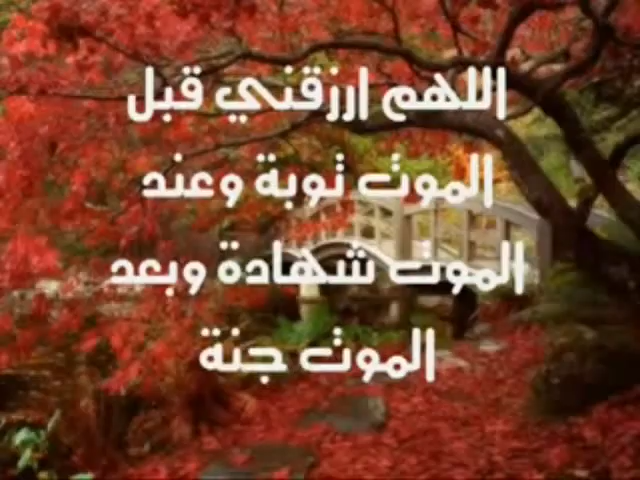 اللهم ارزقني قبل
الموت توبة وعند
الموت شهادة وبعد
الموت جنة